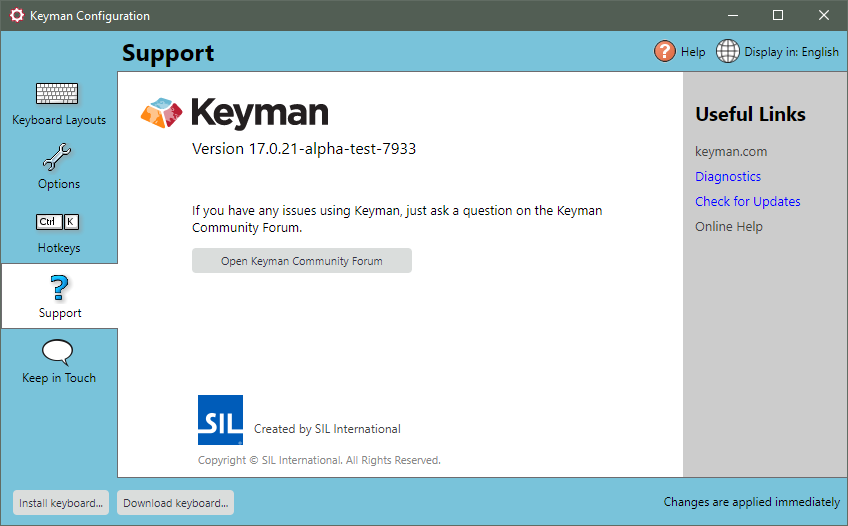 Keyman Configuration
Support
Help
Display in: English
Keyboard Layouts
Options
Ctrl K
Hotkeys
Support
Keep in Touch
Keyman
Version 17.0.21-alpha-test-7933
If you have any issues using Keyman, just ask a question on the Keyman
Community Forum.
Open Keyman Community Forum
SIL
Created by SIL International
Copyright © SIL International. All Rights Reserved.
Useful Links
keyman.com
Diagnostics
Check for Updates
Online Help
Install keyboard...
Download keyboard...
Changes are applied immediately